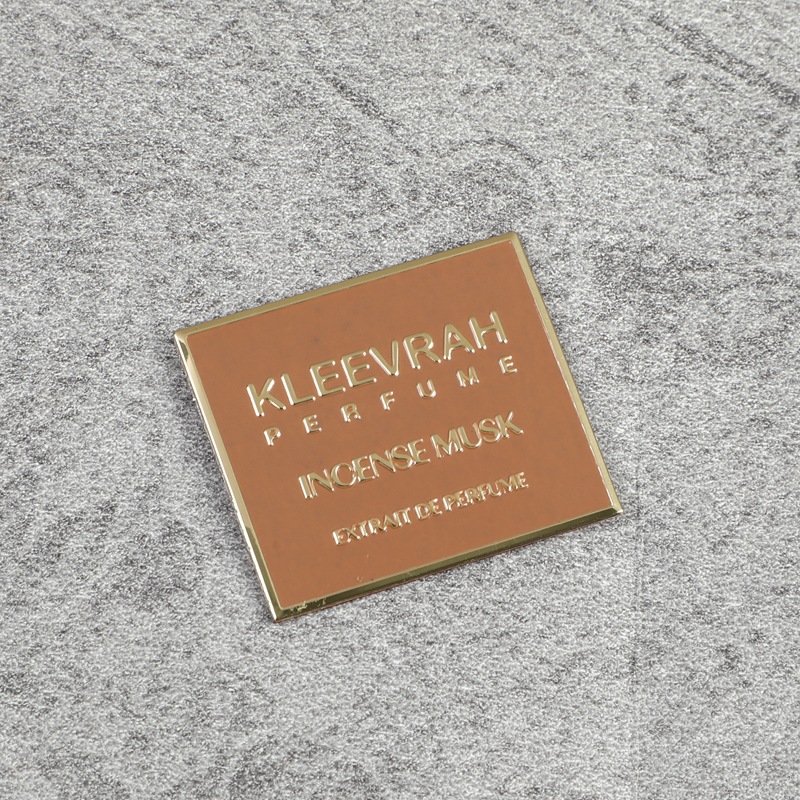 KLEEVRAH
PERFUME
INCENSE MUSK
EXTRAIT DE PERFUME